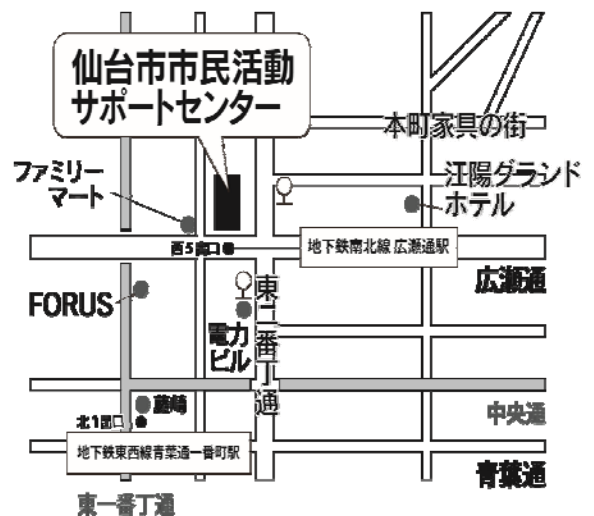 仙台市市民活動
サポートセンター
本町家具の街
ファミリー
マート
江陽グランド
ホテル
西5出口
地下鉄南北線 広瀬通駅
広瀬通
FORUS
東二番丁通
電力
ビル
藤崎
中央通
北1出口
地下鉄東西線青葉通一番町駅
青葉通
東一番丁通